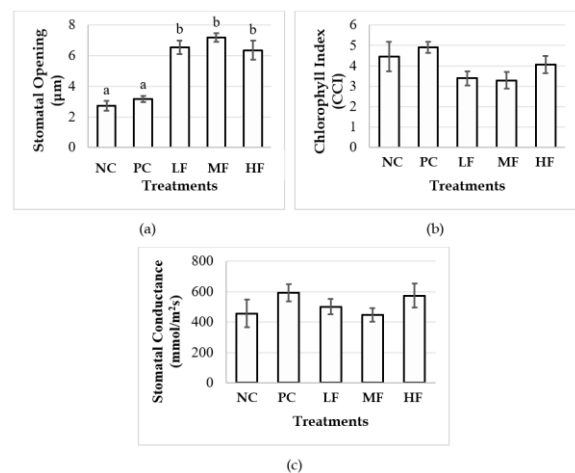 Stomatal Opening
(µm)
8
6
4
2
0
a
a
b
b
b
NC PC LF MF HF
Treatments
(a)
Chlorophyll Index
(CCI)
6
5
4
3
2
1
0
NC PC LF MF HF
Treatments
(b)
Stomatal Conductance
(mmol/m²s)
800
600
400
200
0
NC PC LF MF HF
Treatments
(c)